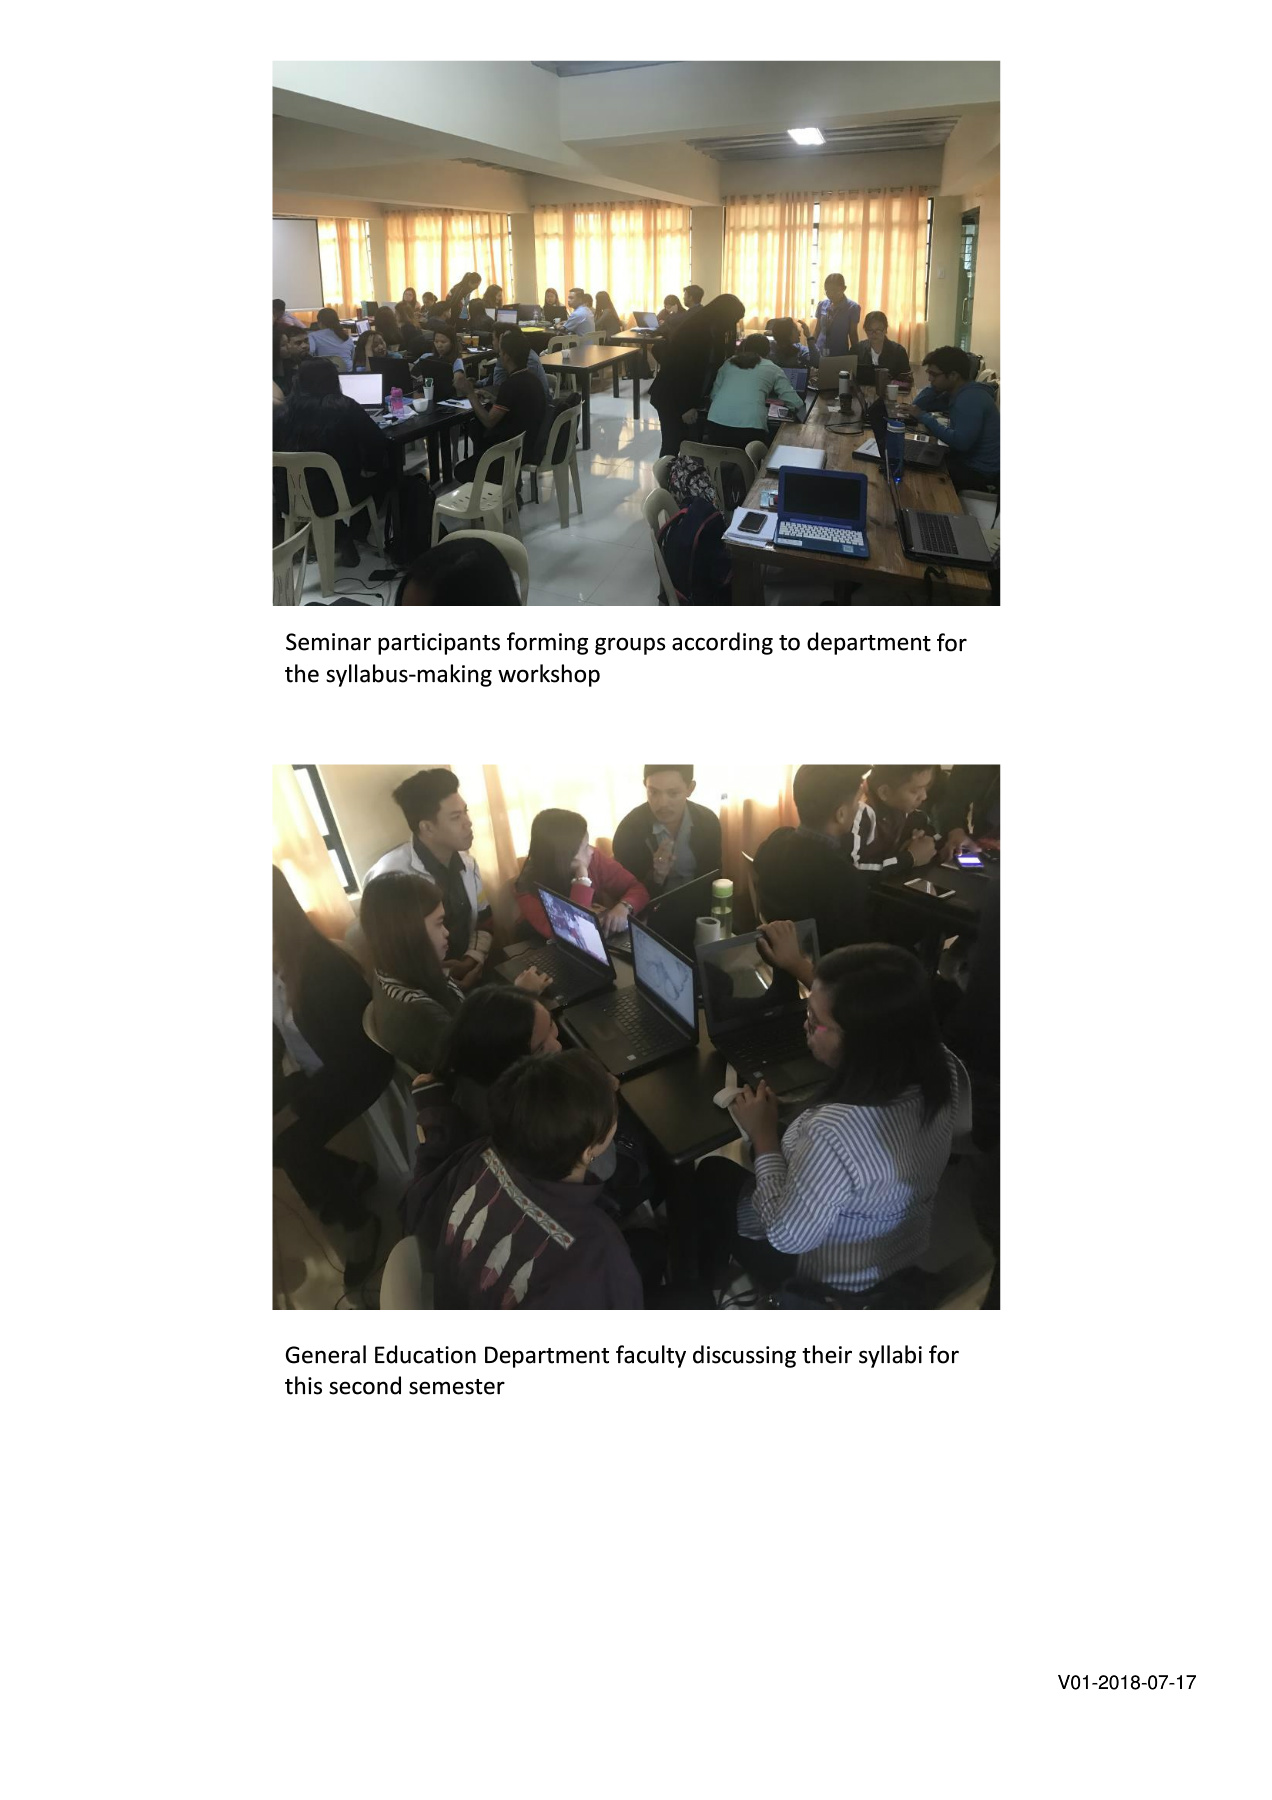 Seminar participants forming groups according to department for
the syllabus-making workshop
General Education Department faculty discussing their syllabi for
this second semester
V01-2018-07-17